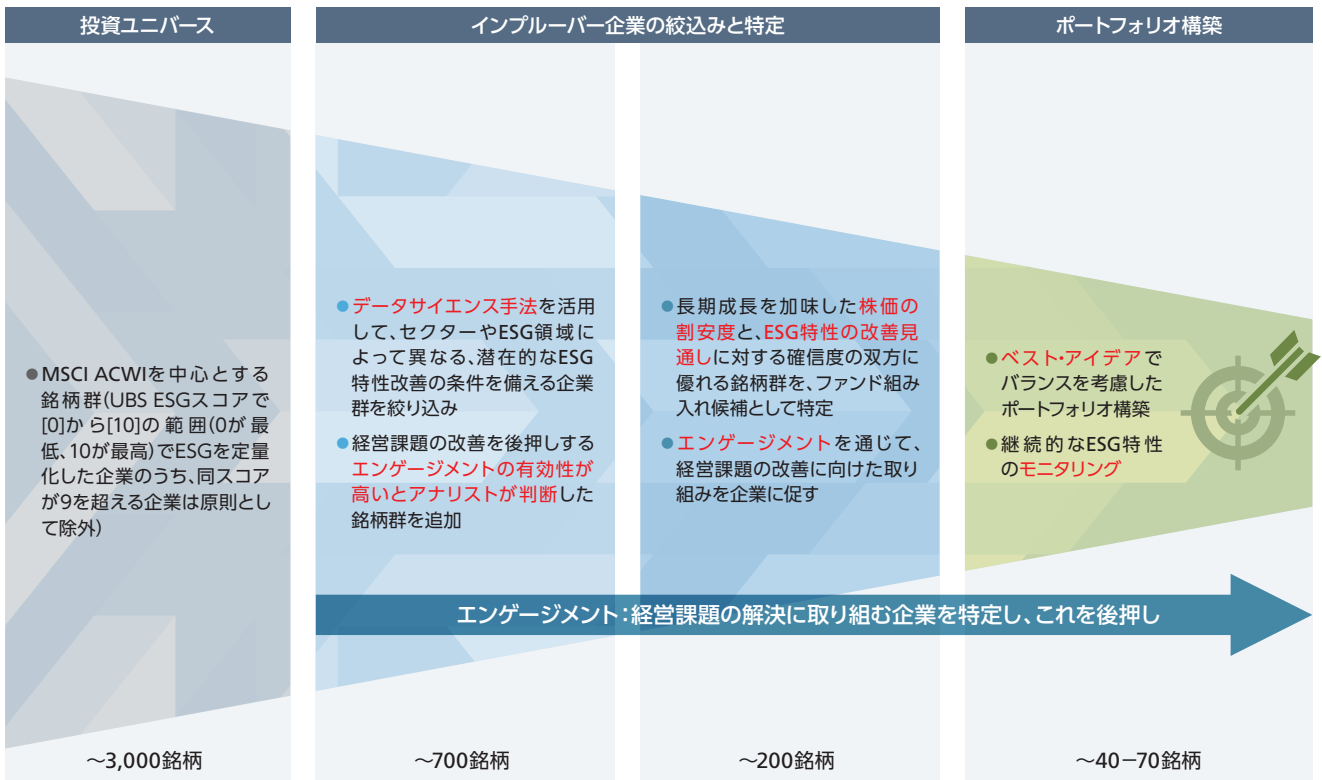 投資ユニバース
インプルーバー企業の絞込みと特定
ポートフォリオ構築
●MSCI ACWIを中心とする
銘柄群(UBS ESGスコアで
[0]から[10]の範囲(0が最
低、10が最高)でESGを定量
化した企業のうち、同スコア
が9を超える企業は原則とし
て除外)
●データサイエンス手法を活用
して、セクターやESG領域に
よって異なる、潜在的なESG
特性改善の条件を備える企業
群を絞り込み
●経営課題の改善を後押しする
エンゲージメントの有効性が
高いとアナリストが判断した
銘柄群を追加
●長期成長を加味した株価の
割安度と、ESG特性の改善見
通しに対する確信度の双方に
優れる銘柄群を、ファンド組み
入れ候補として特定
●エンゲージメントを通じて、
経営課題の改善に向けた取り
組みを企業に促す
●ベスト・アイデアで
バランスを考慮した
ポートフォリオ構築
●継続的なESG特性
のモニタリング
エンゲージメント：経営課題の解決に取り組む企業を特定し、これを後押し
～3,000銘柄
～700銘柄
～200銘柄
～40－70銘柄